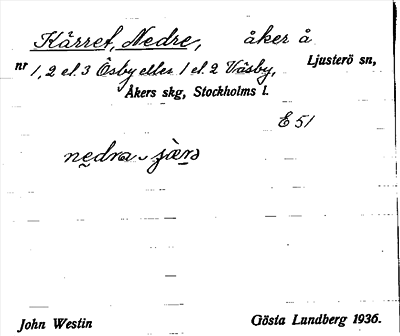 Kärret, Nedre, åker å
nr 1, 2 el. 3 Ösby eller 1 el. 2 Väsby, Ljusterö sn,
Åkers skg, Stockholms l.
E 51
nedra
John Westin Gösta Lundberg 1936.